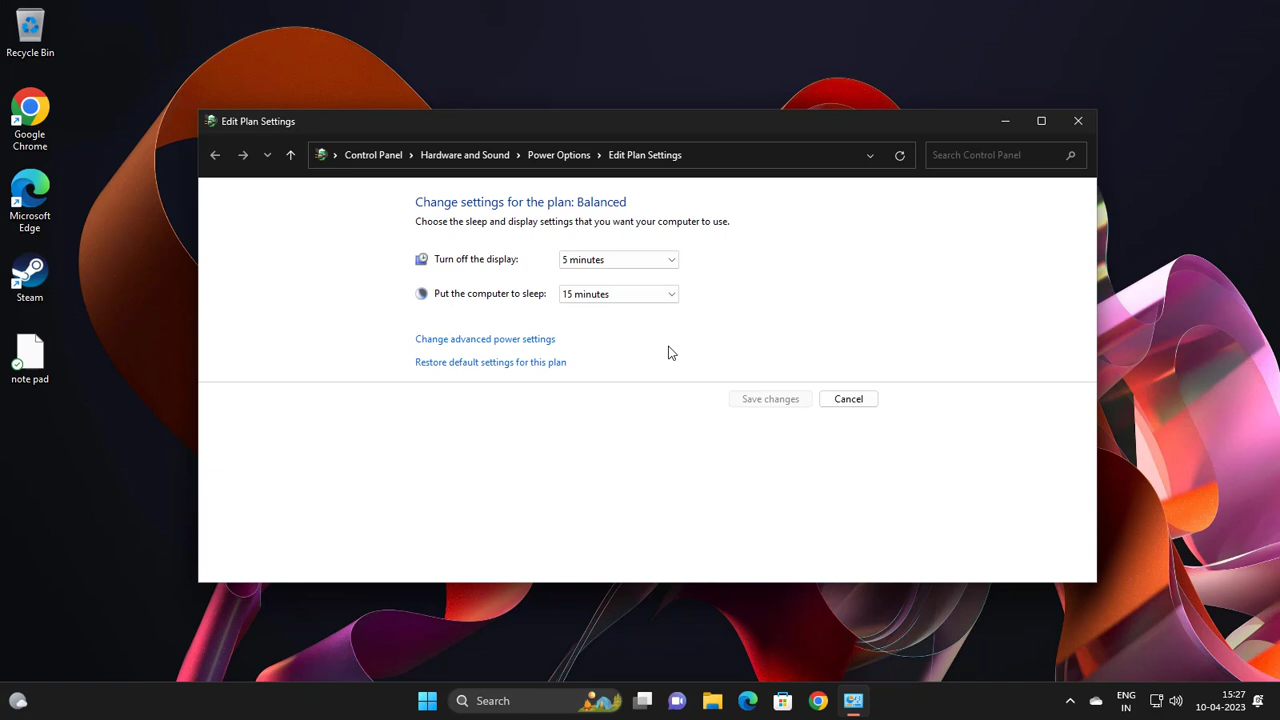 Recycle Bin
Google
Chrome
Microsoft
Edge
Steam
note pad
Edit Plan Settings
Control Panel › Hardware and Sound › Power Options › Edit Plan Settings
Search Control Panel
Change settings for the plan: Balanced
Choose the sleep and display settings that you want your computer to use.
Turn off the display: 5 minutes
Put the computer to sleep: 15 minutes
Change advanced power settings
Restore default settings for this plan
Save changes Cancel
Search
ENG
IN
15:27
10-04-2023